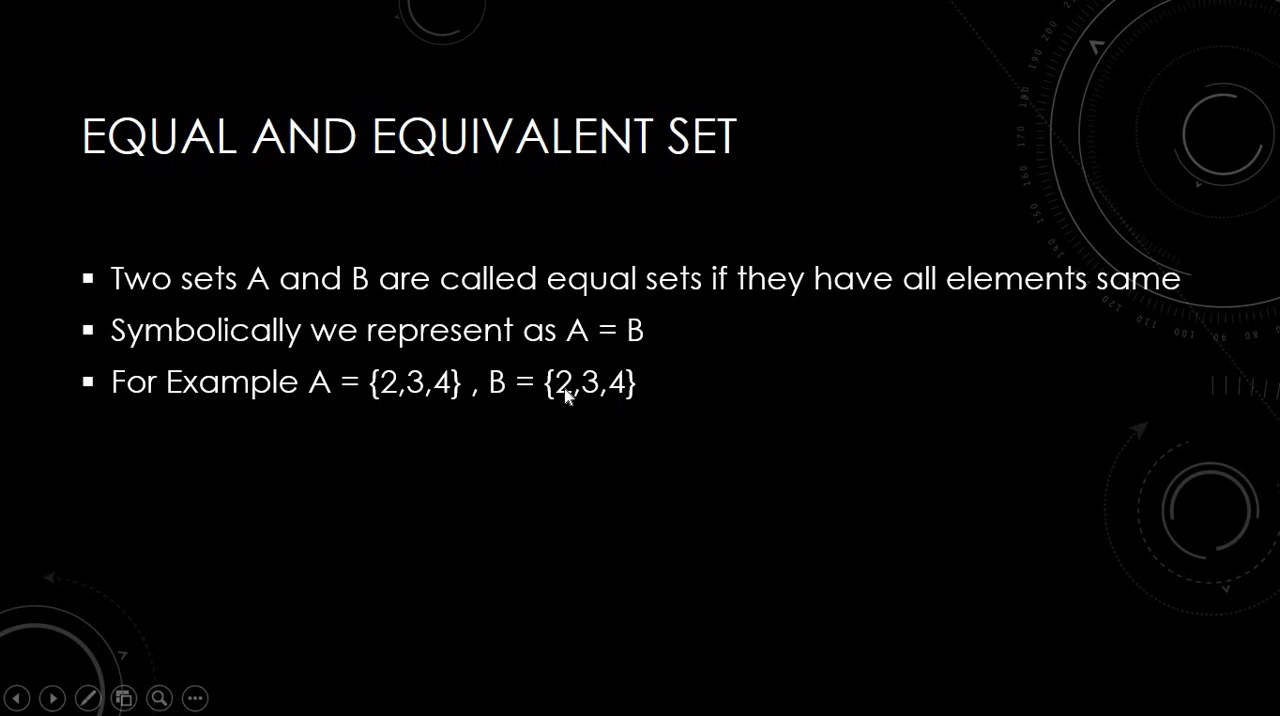 EQUAL AND EQUIVALENT SET
▪ Two sets A and B are called equal sets if they have all elements same
▪ Symbolically we represent as A = B
▪ For Example A = {2,3,4} , B = {2,3,4}